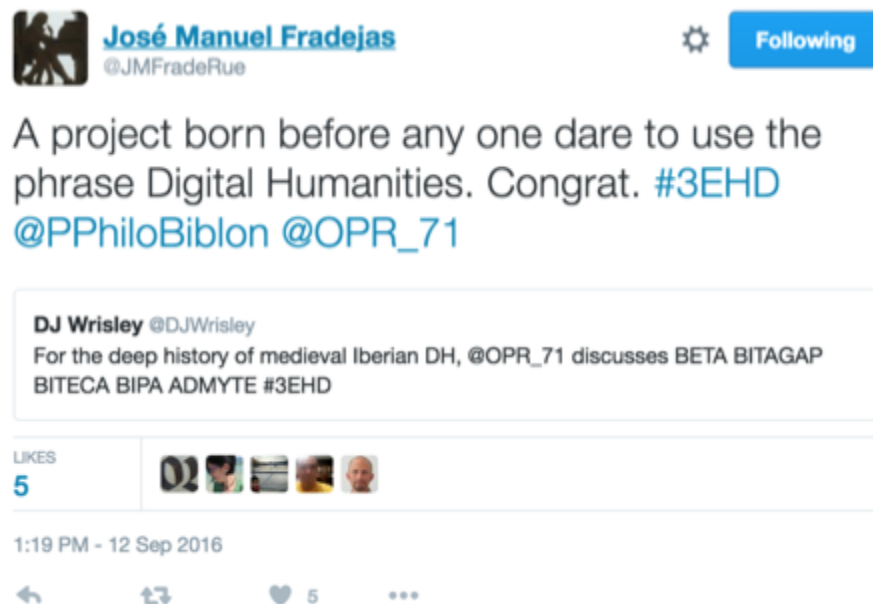 José Manuel Fradejas
@JMFradeRue
Following
A project born before any one dare to use the
phrase Digital Humanities. Congrat. #3EHD
@PPhiloBiblon @OPR_71
DJ Wrisley @DJWrisley
For the deep history of medieval Iberian DH, @OPR_71 discusses BETA BITAGAP
BITECA BIPA ADMYTE #3EHD
LIKES
5
1:19 PM - 12 Sep 2016
5